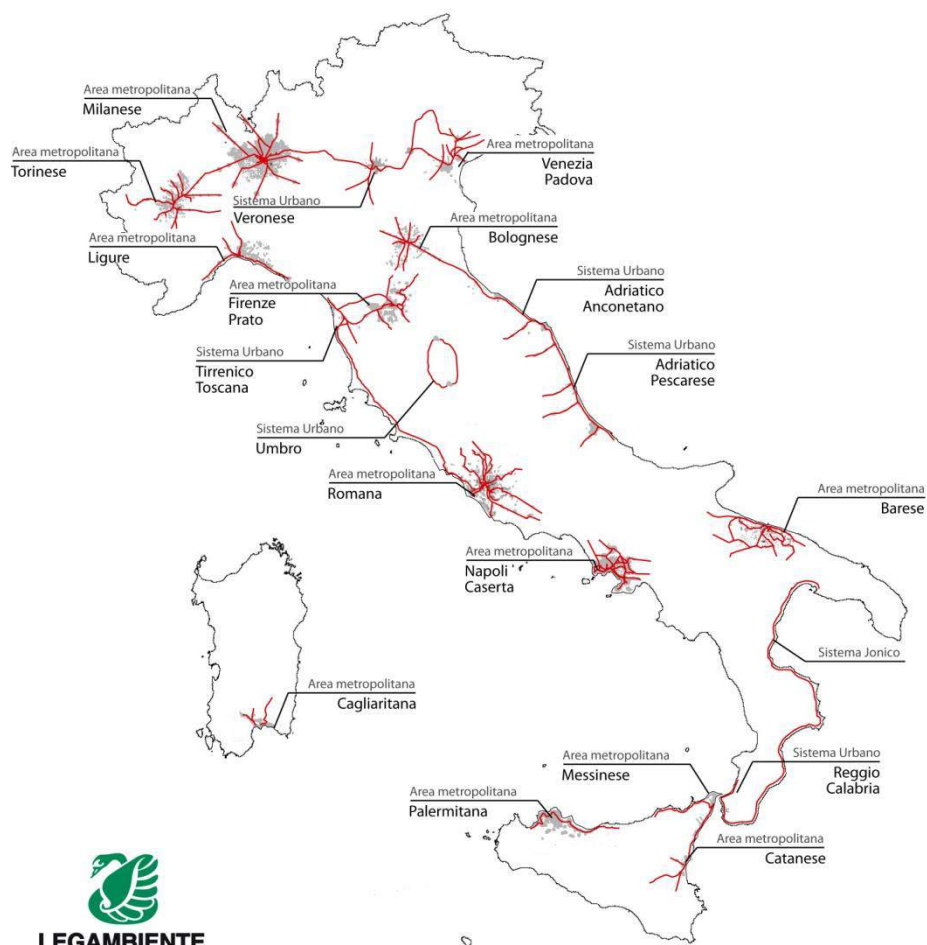 Area metropolitana
Milanese
Area metropolitana
Torinese
Area metropolitana
Venezia
Padova
Sistema Urbano
Veronese
Area metropolitana
Ligure
Area metropolitana
Bolognese
Area metropolitana
Firenze
Prato
Sistema Urbano
Adriatico
Anconetano
Sistema Urbano
Tirrenico
Toscana
Sistema Urbano
Adriatico
Pescarese
Sistema Urbano
Umbro
Area metropolitana
Romana
Area metropolitana
Barese
Area metropolitana
Napoli
Caserta
Sistema Jonico
Area metropolitana
Cagliaritana
Area metropolitana
Messinese
Sistema Urbano
Reggio
Calabria
Area metropolitana
Palermitana
Area metropolitana
Catanese
LEGAMBIENTE